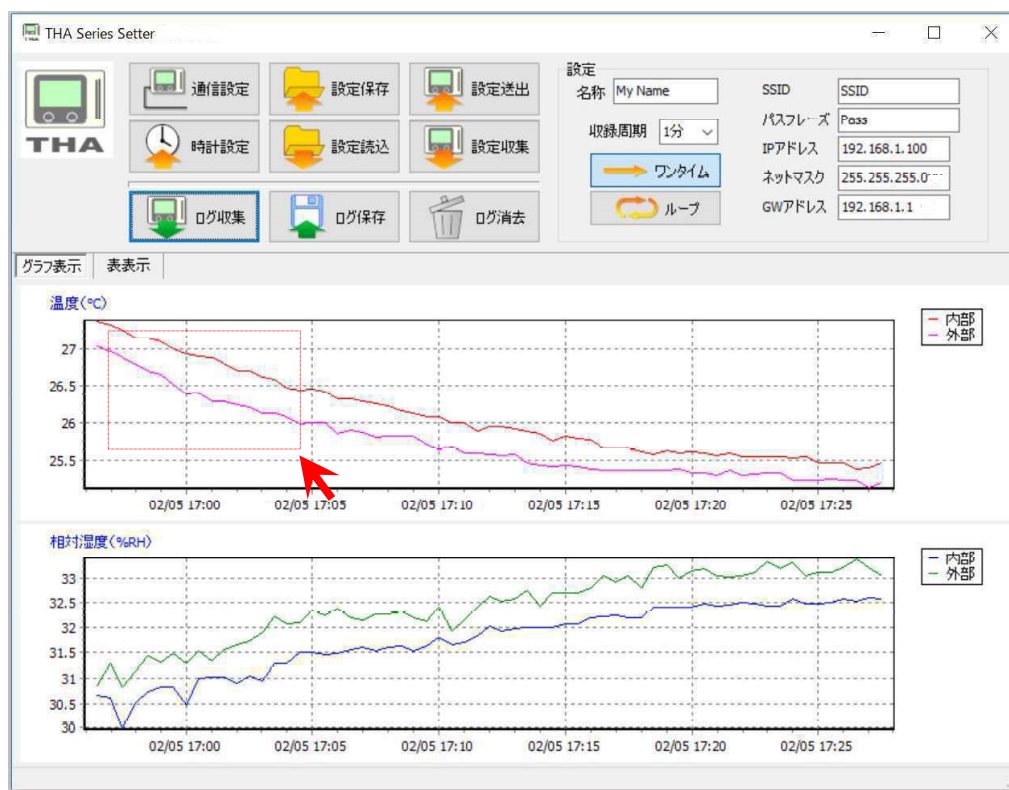 THA Series Setter
THA
通信設定
設定保存
設定送出
時計設定
設定読込
設定収集
ログ収集
ログ保存
ログ消去
設定
名称 My Name
収録周期 1分
ワンタイム
ループ
SSID SSID
パスフレーズ Pass
IPアドレス 192.168.1.100
ネットマスク 255.255.255.0
GWアドレス 192.168.1.1
グラフ表示 表表示
温度(℃)
内部
外部
27
26.5
26
25.5
02/05 17:00 02/05 17:05 02/05 17:10 02/05 17:15 02/05 17:20 02/05 17:25
相対湿度(%RH)
内部
外部
33
32.5
32
31.5
31
30.5
30
02/05 17:00 02/05 17:05 02/05 17:10 02/05 17:15 02/05 17:20 02/05 17:25